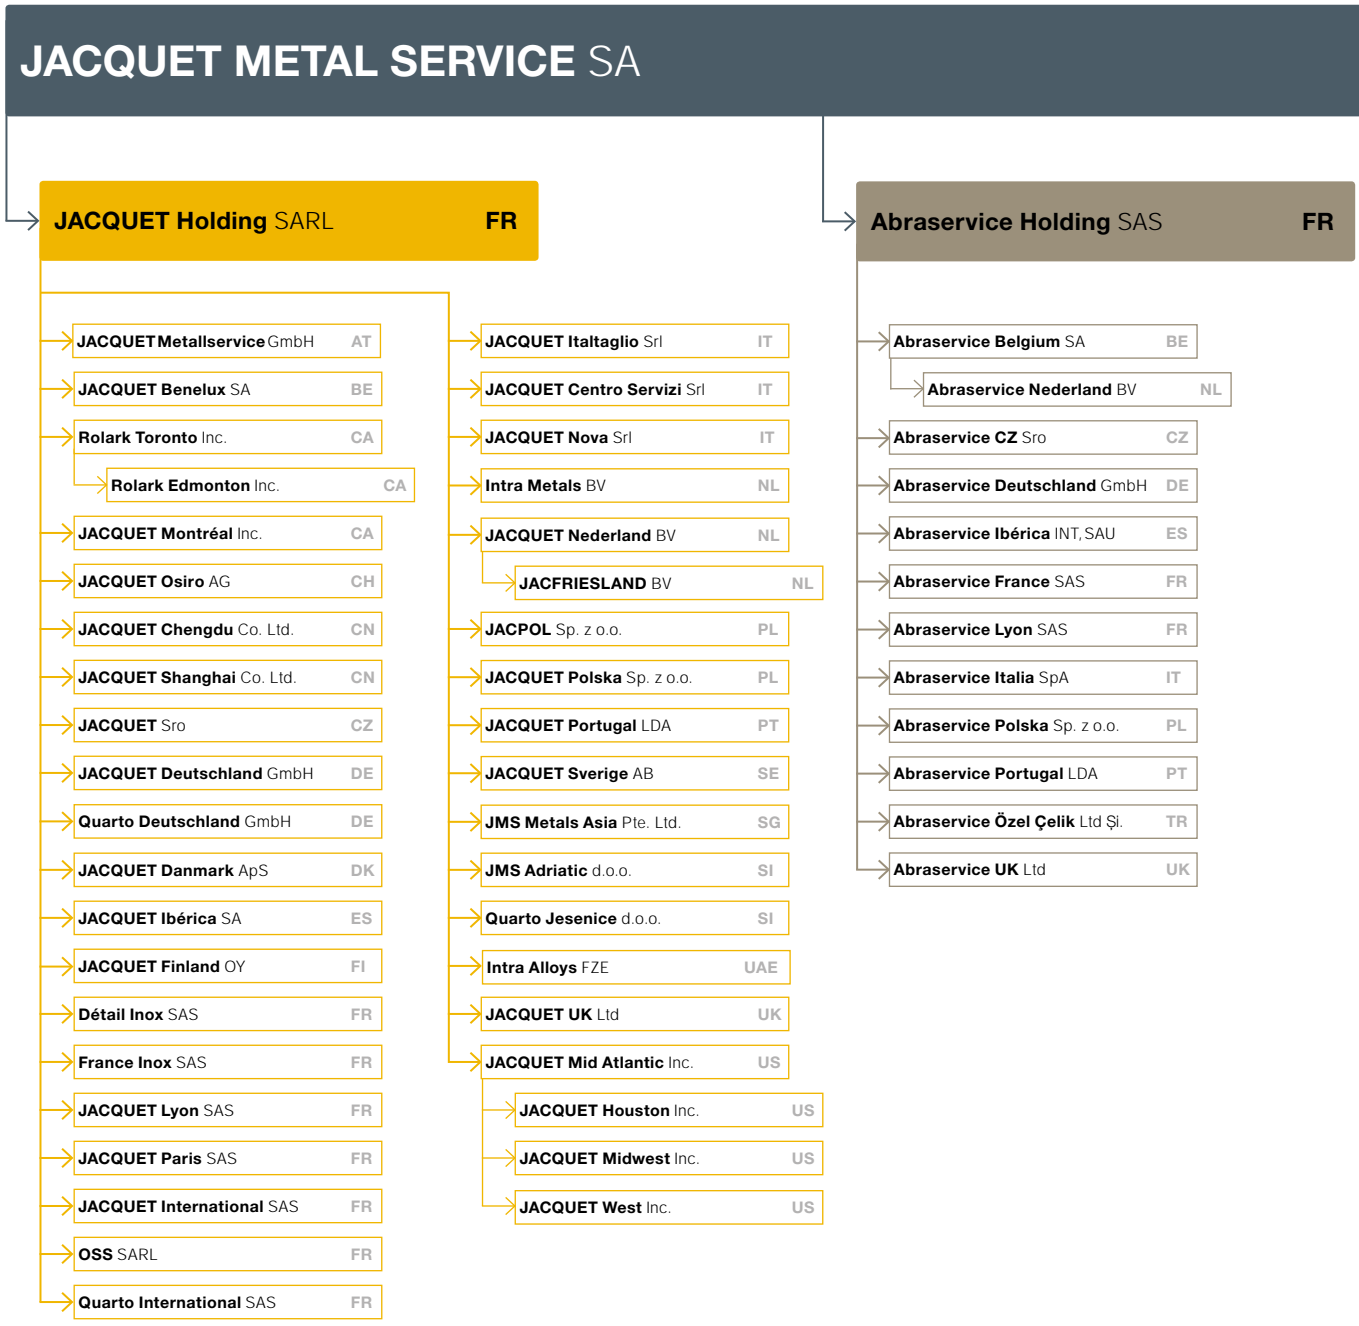 JACQUET METAL SERVICE SA
JACQUET Holding SARL FR
JACQUET Metallservice GmbH AT
JACQUET Benelux SA BE
Rolark Toronto Inc. CA
Rolark Edmonton Inc. CA
JACQUET Montréal Inc. CA
JACQUET Osiro AG CH
JACQUET Chengdu Co. Ltd. CN
JACQUET Shanghai Co. Ltd. CN
JACQUET Sro CZ
JACQUET Deutschland GmbH DE
Quarto Deutschland GmbH DE
JACQUET Danmark ApS DK
JACQUET Ibérica SA ES
JACQUET Finland OY FI
Détail Inox SAS FR
France Inox SAS FR
JACQUET Lyon SAS FR
JACQUET Paris SAS FR
JACQUET International SAS FR
OSS SARL FR
Quarto International SAS FR
JACQUET Italtaglio Srl IT
JACQUET Centro Servizi Srl IT
JACQUET Nova Srl IT
Intra Metals BV NL
JACQUET Nederland BV NL
JACFRIESLAND BV NL
JACPOL Sp. z o.o. PL
JACQUET Polska Sp. z o.o. PL
JACQUET Portugal LDA PT
JACQUET Sverige AB SE
JMS Metals Asia Pte. Ltd. SG
JMS Adriatic d.o.o. SI
Quarto Jesenice d.o.o. SI
Intra Alloys FZE UAE
JACQUET UK Ltd UK
JACQUET Mid Atlantic Inc. US
JACQUET Houston Inc. US
JACQUET Midwest Inc. US
JACQUET West Inc. US
Abraservice Holding SAS FR
Abraservice Belgium SA BE
Abraservice Nederland BV NL
Abraservice CZ Sro CZ
Abraservice Deutschland GmbH DE
Abraservice Ibérica INT, SAU ES
Abraservice France SAS FR
Abraservice Lyon SAS FR
Abraservice Italia SpA IT
Abraservice Polska Sp. z o.o. PL
Abraservice Portugal LDA PT
Abraservice Özel Çelik Ltd Şi. TR
Abraservice UK Ltd UK